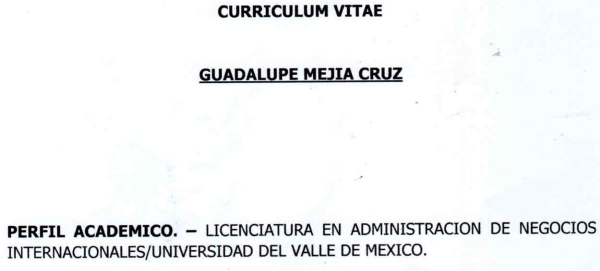 CURRICULUM VITAE
GUADALUPE MEJIA CRUZ
PERFIL ACADEMICO. – LICENCIATURA EN ADMINISTRACION DE NEGOCIOS
INTERNACIONALES/UNIVERSIDAD DEL VALLE DE MEXICO.